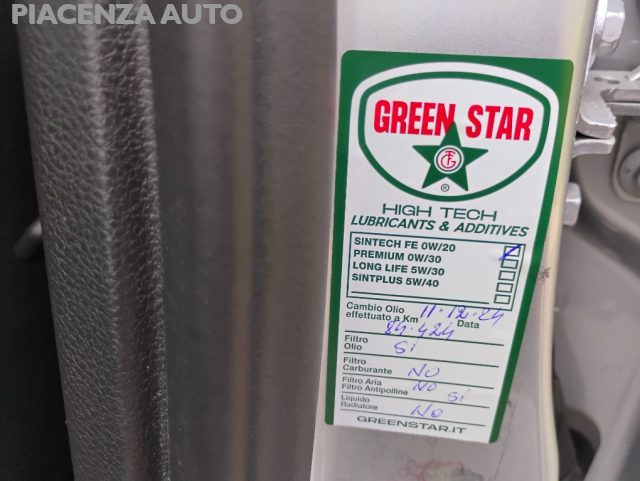 PIACENZA AUTO
GREEN STAR
®
HIGH TECH
LUBRICANTS & ADDITIVES
SINTECH FE 0W/20
PREMIUM 0W/30
LONG LIFE 5W/30
SINTPLUS 5W/40
Cambio Olio 11.12.24
effettuato a Km Data
84.424
Filtro
Olio SI
Filtro
Carburante NO
Filtro Aria NO
Filtro Antipolline SI
Liquido
Radiatore NO
GREENSTAR.IT